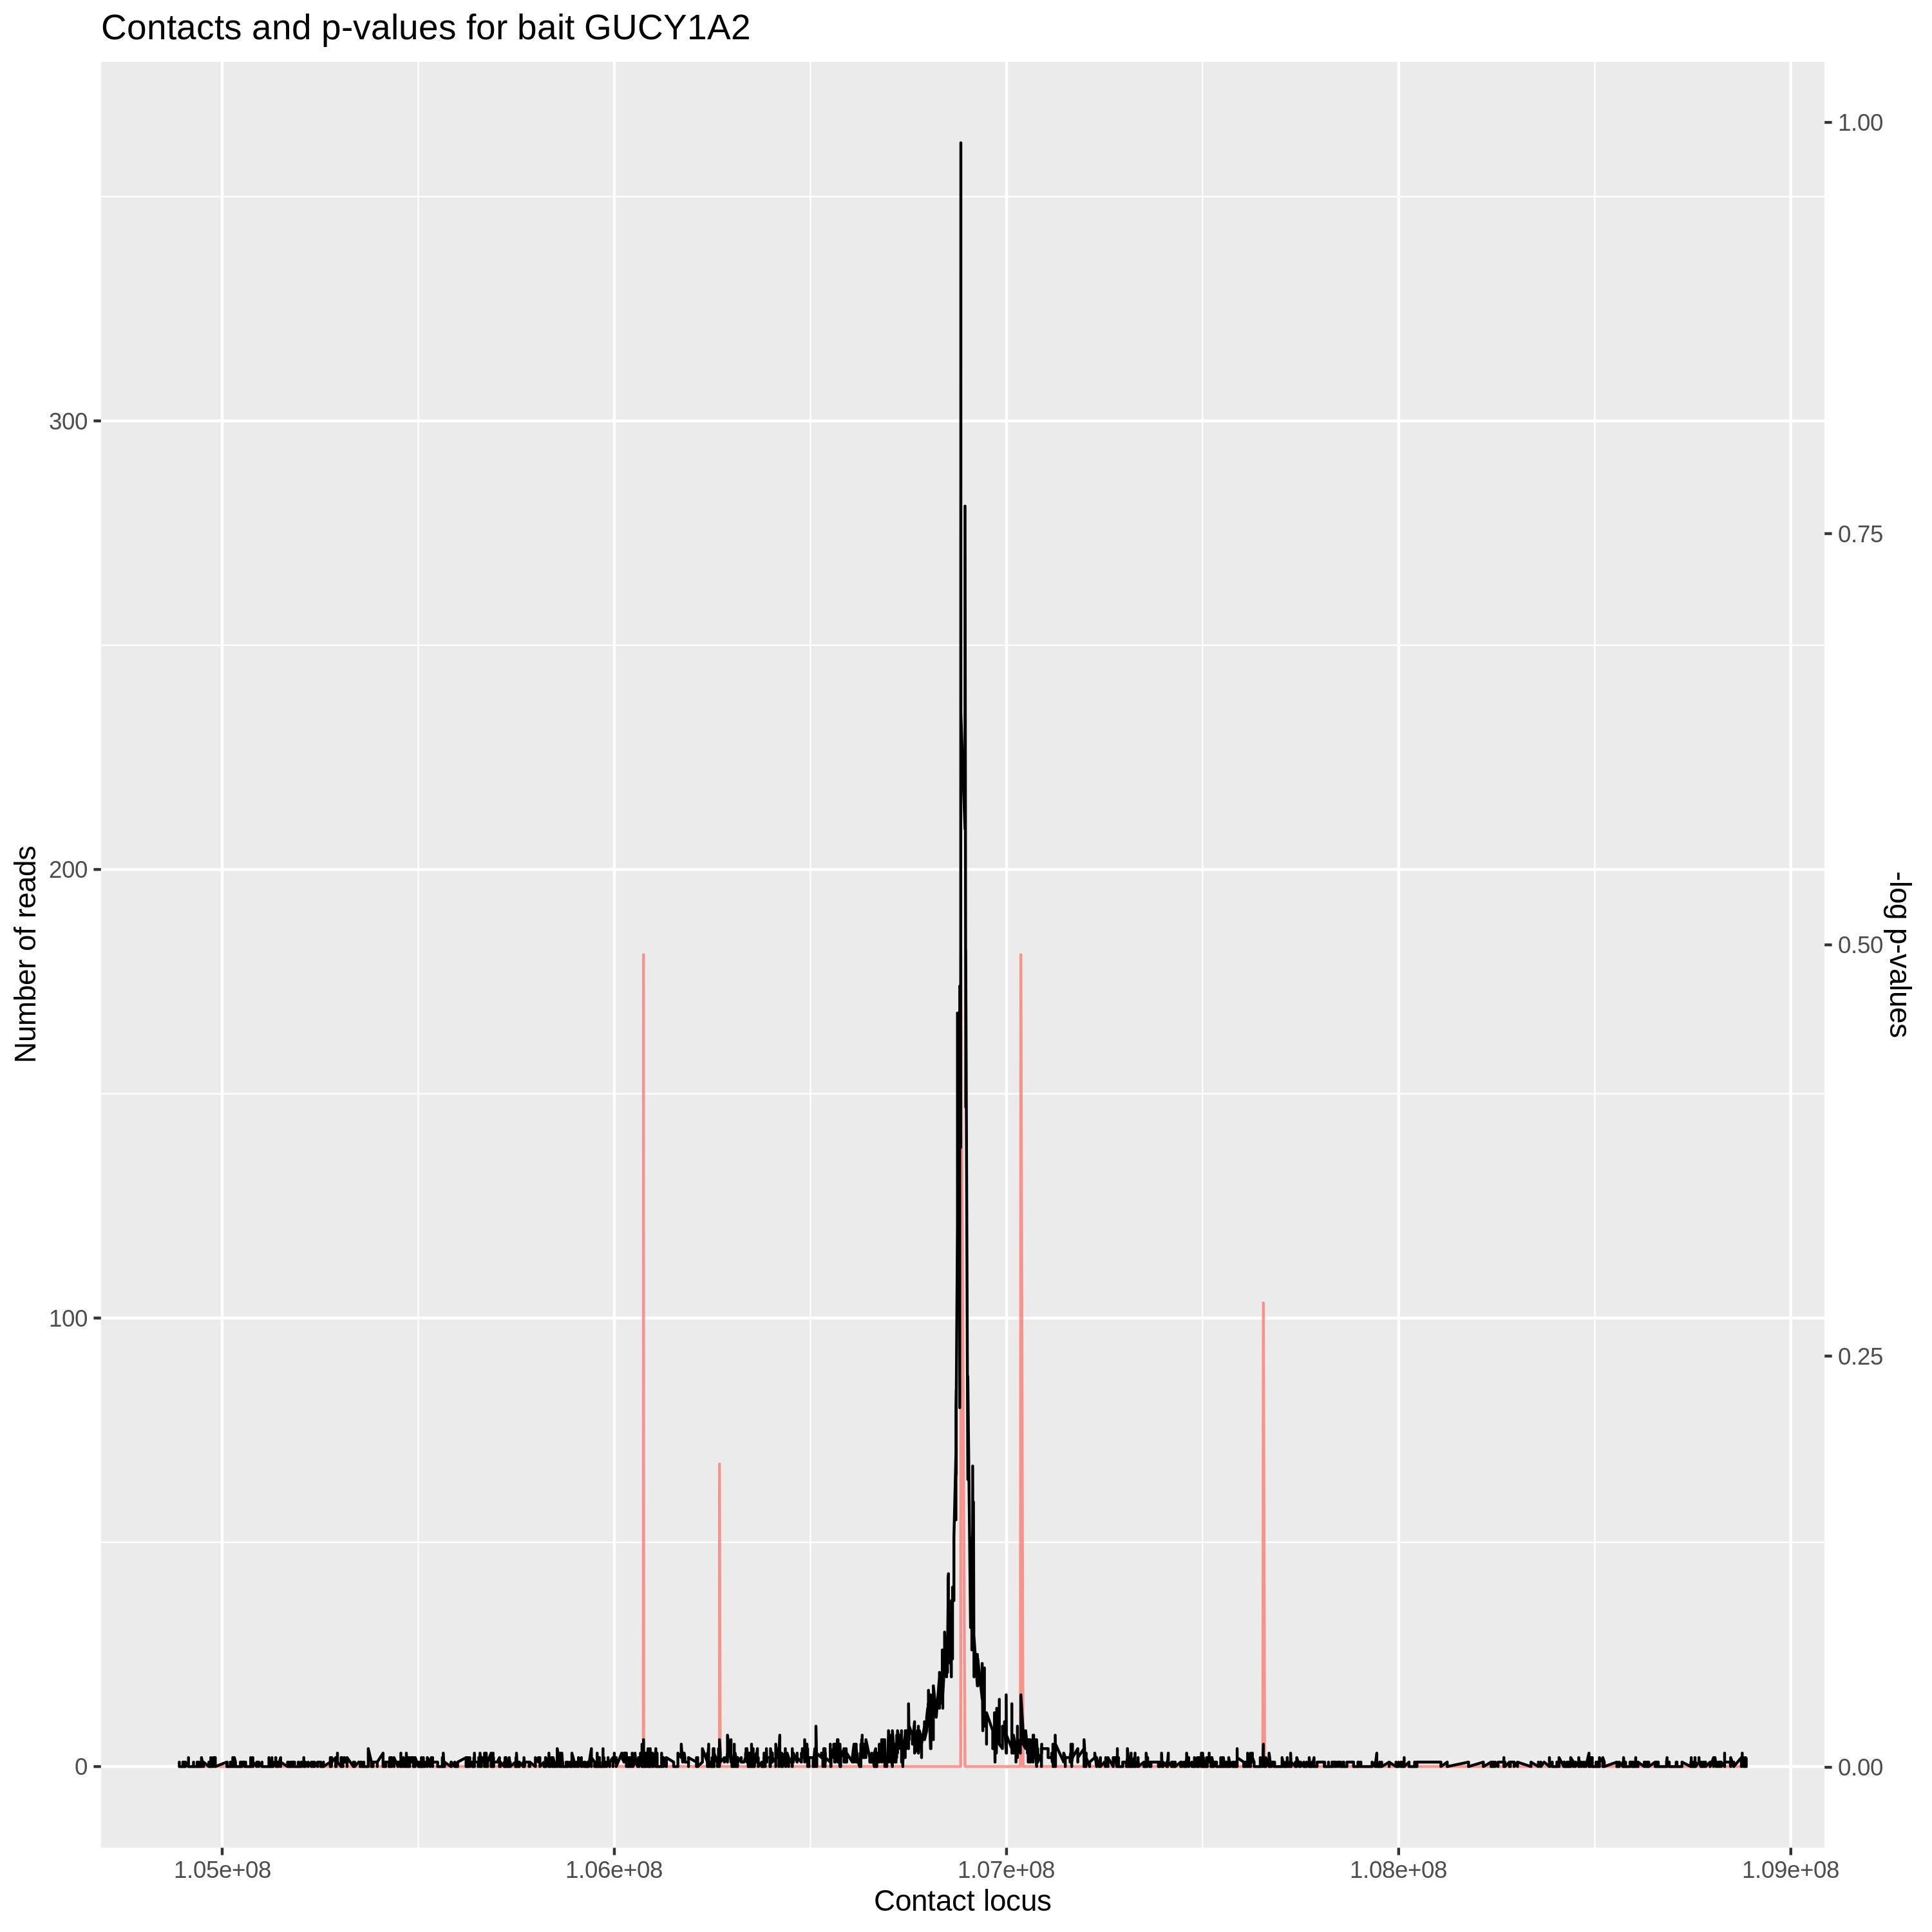 Contacts and p-values for bait GUCY1A2
Number of reads
300
200
100
0
1.00
0.75
0.50
0.25
0.00
-log p-values
1.05e+08
1.06e+08
1.07e+08
1.08e+08
1.09e+08
Contact locus